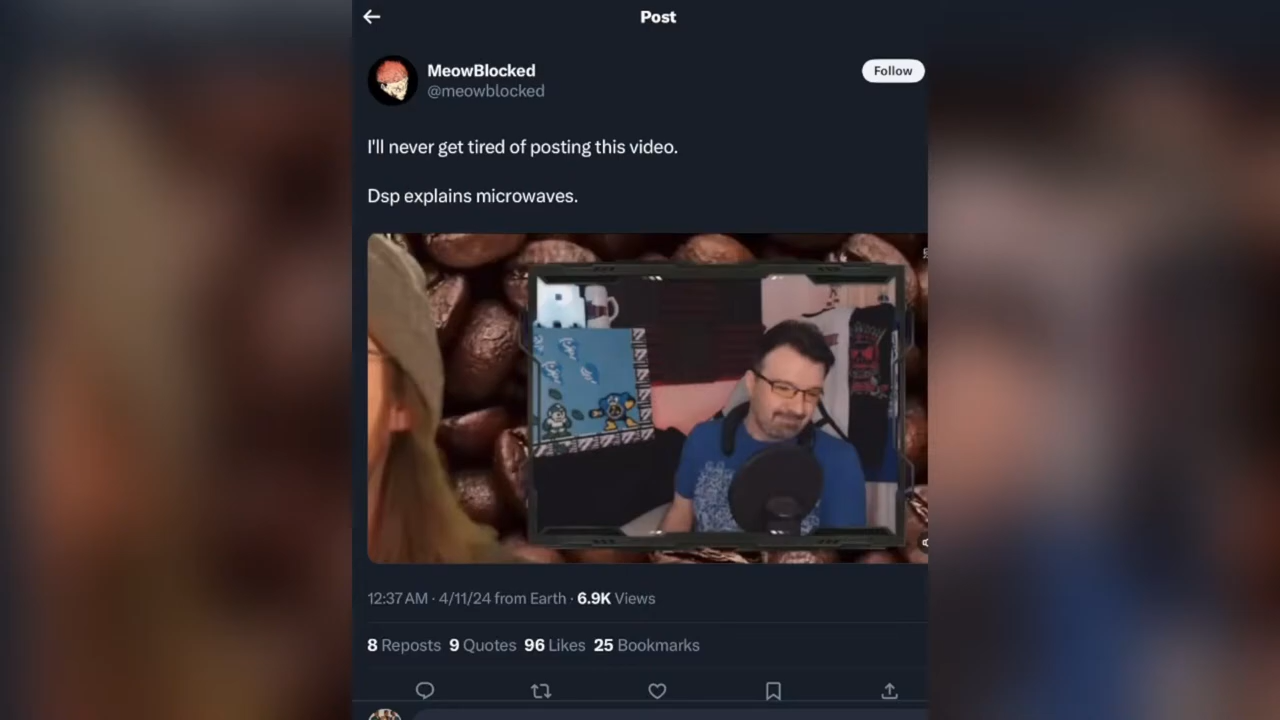 Post
MeowBlocked
@meowblocked
Follow
I'll never get tired of posting this video.
Dsp explains microwaves.
12:37 AM · 4/11/24 from Earth · 6.9K Views
8 Reposts 9 Quotes 96 Likes 25 Bookmarks